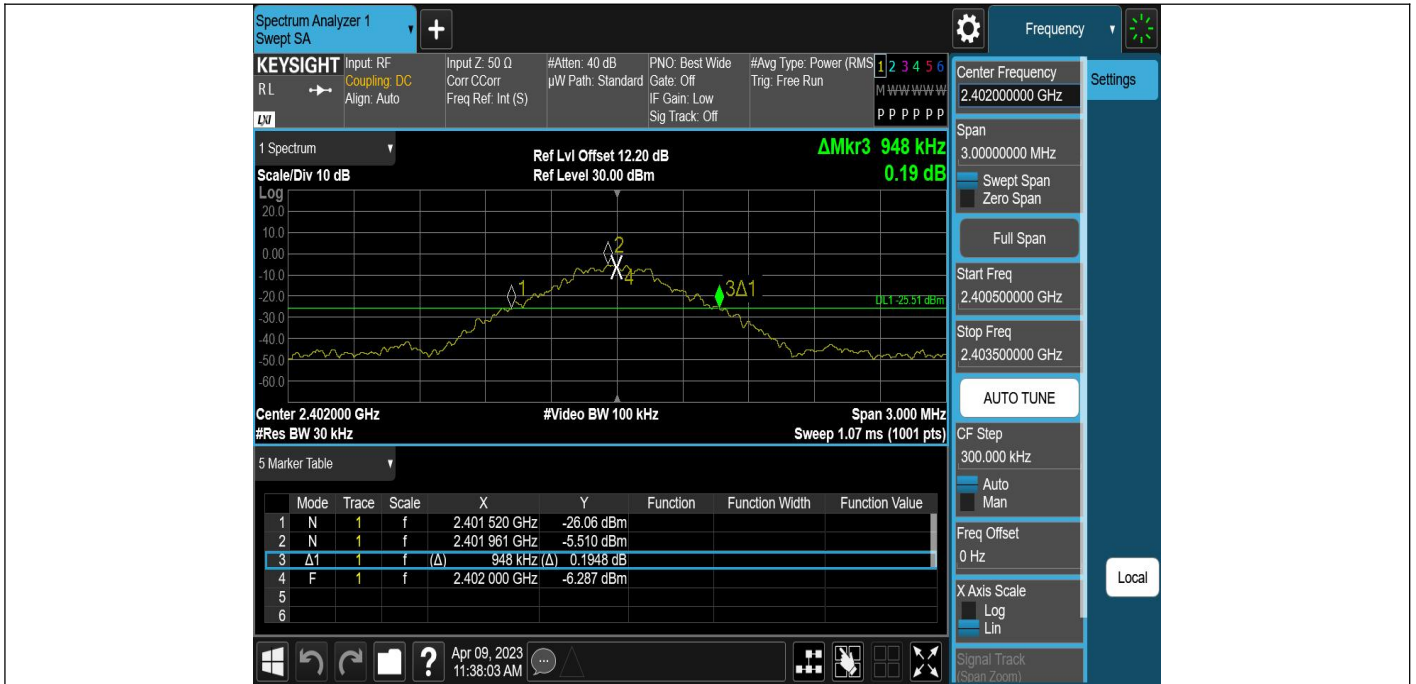 Spectrum Analyzer 1
Swept SA
+
Frequency
KEYSIGHT
RL
LXI
Input: RF
Coupling: DC
Align: Auto
Input Z: 50 Ω
Corr CCorr
Freq Ref: Int (S)
#Atten: 40 dB
µW Path: Standard
PNO: Best Wide
Gate: Off
IF Gain: Low
Sig Track: Off
#Avg Type: Power (RMS
Trig: Free Run
1 2 3 4 5 6
M W W W W W
P P P P P P
1 Spectrum
Scale/Div 10 dB
Ref Lvl Offset 12.20 dB
Ref Level 30.00 dBm
ΔMkr3 948 kHz
0.19 dB
Log
20.0
10.0
0.00
-10.0
-20.0
-30.0
-40.0
-50.0
-60.0
1
2
4
3Δ1
DL1 -25.51 dBm
Center 2.402000 GHz
#Video BW 100 kHz
Span 3.000 MHz
#Res BW 30 kHz
Sweep 1.07 ms (1001 pts)
5 Marker Table
Mode Trace Scale X Y Function Function Width Function Value
1 N 1 f 2.401 520 GHz -26.06 dBm
2 N 1 f 2.401 961 GHz -5.510 dBm
3 Δ1 1 f (Δ) 948 kHz (Δ) 0.1948 dB
4 F 1 f 2.402 000 GHz -6.287 dBm
5
6
?
Apr 09, 2023
11:38:03 AM
Center Frequency
2.402000000 GHz
Settings
Span
3.00000000 MHz
Swept Span
Zero Span
Full Span
Start Freq
2.400500000 GHz
Stop Freq
2.403500000 GHz
AUTO TUNE
CF Step
300.000 kHz
Auto
Man
Freq Offset
0 Hz
X Axis Scale
Log
Lin
Signal Track
(Span Zoom)
Local